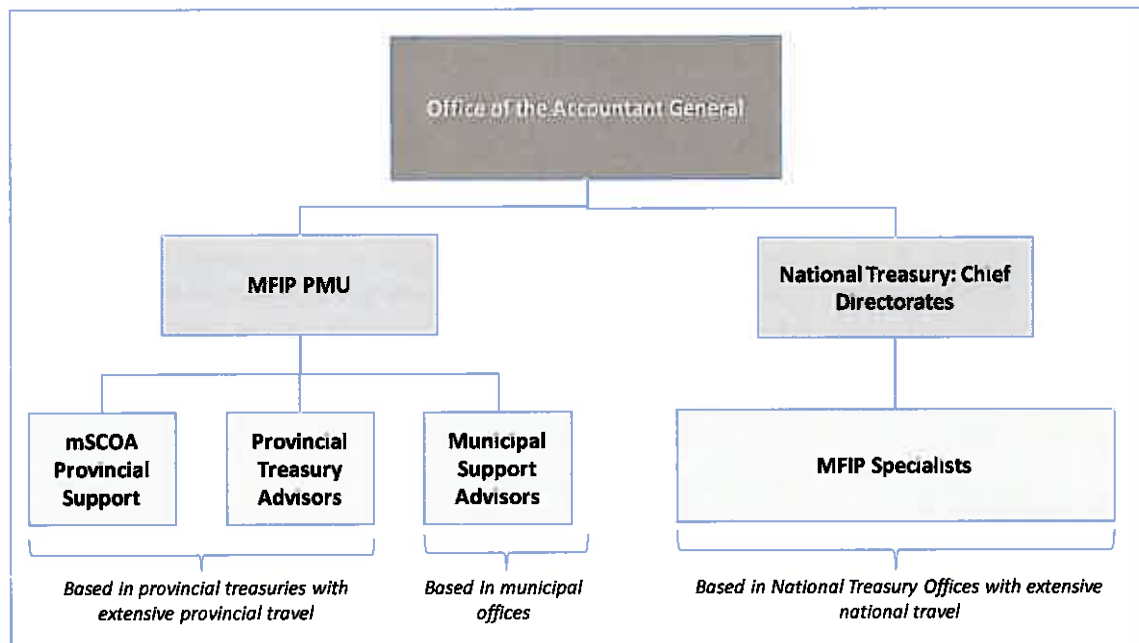 Office of the Accountant General
MFIP PMU
National Treasury: Chief
Directorates
mSCOA
Provincial
Support
Provincial
Treasury
Advisors
Municipal
Support
Advisors
MFIP Specialists
Based in provincial treasuries with
extensive provincial travel
Based in municipal
offices
Based in National Treasury Offices with extensive
national travel